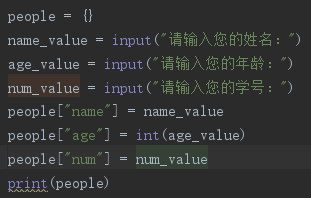 people = {}
name_value = input("请输入您的姓名：")
age_value = input("请输入您的年龄：")
num_value = input("请输入您的学号：")
people["name"] = name_value
people["age"] = int(age_value)
people["num"] = num_value
print(people)